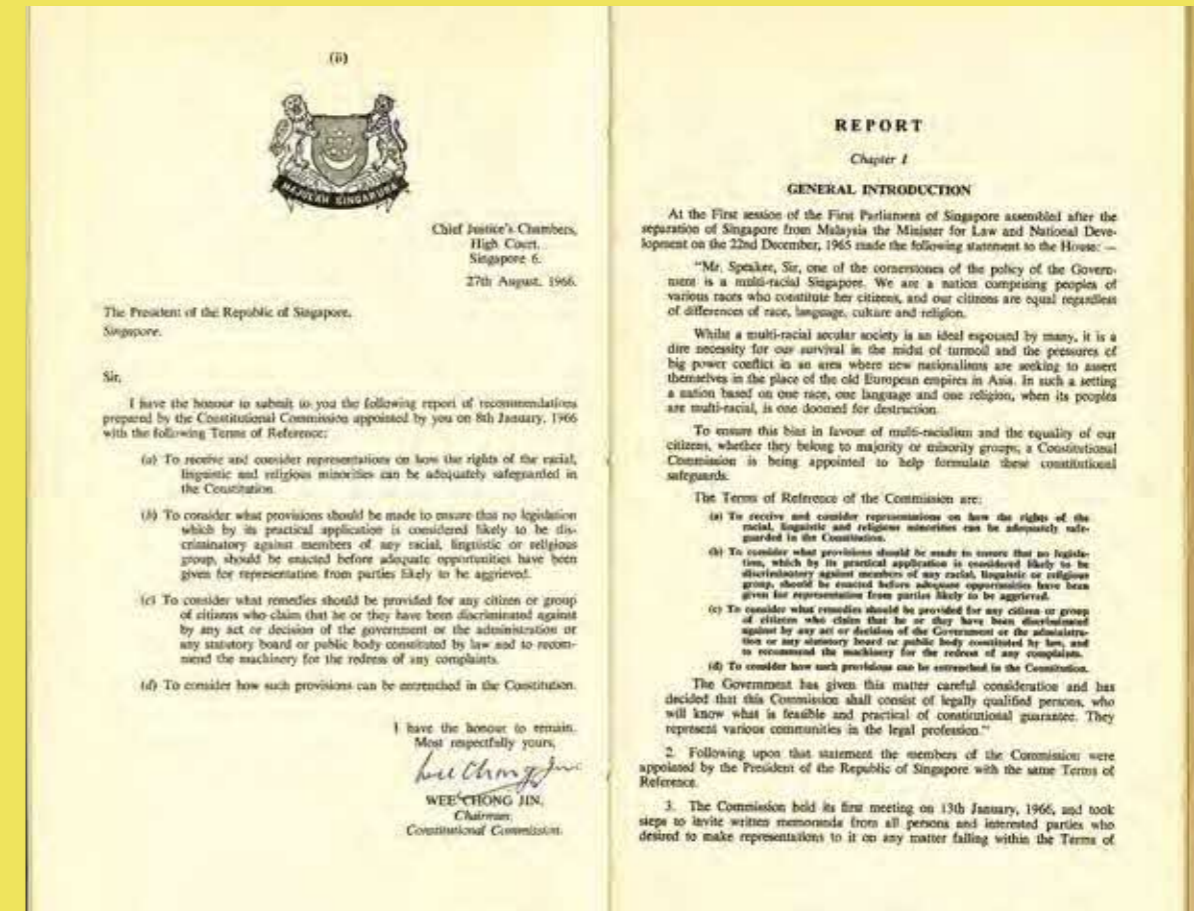 (ii)
MAJULAH SINGAPURA
Chief Justice's Chambers,
High Court,
Singapore 6.
27th August, 1966.
The President of the Republic of Singapore,
Singapore.
Sir,
I have the honour to submit to you the following report of recommendations
prepared by the Constitutional Commission appointed by you on 8th January, 1966
with the following Terms of Reference:
(a) To receive and consider representations on how the rights of the racial,
linguistic and religious minorities can be adequately safeguarded in
the Constitution.
(b) To consider what provisions should be made to ensure that no legislation
which by its practical application is considered likely to be dis-
criminatory against members of any racial, linguistic or religious
group, should be enacted before adequate opportunities have been
given for representation from parties likely to be aggrieved.
(c) To consider what remedies should be provided for any citizen or group
of citizens who claim that he or they have been discriminated against
by any act or decision of the government or the administration or
any statutory board or public body constituted by law and to recom-
mend the machinery for the redress of any complaints.
(d) To consider how such provisions can be entrenched in the Constitution.
I have the honour to remain.
Most respectfully yours,
Wee Chong Jin
WEE CHONG JIN,
Chairman,
Constitutional Commission.
REPORT
Chapter I
GENERAL INTRODUCTION
At the First session of the First Parliament of Singapore assembled after the
separation of Singapore from Malaysia the Minister for Law and National Deve-
lopment on the 22nd December, 1965 made the following statement to the House: —
"Mr. Speaker, Sir, one of the cornerstones of the policy of the Govern-
ment is a multi-racial Singapore. We are a nation comprising peoples of
various races who constitute her citizens, and our citizens are equal regardless
of differences of race, language, culture and religion.
Whilst a multi-racial secular society is an ideal espoused by many, it is a
dire necessity for our survival in the midst of turmoil and the pressures of
big power conflict in an area where new nationalisms are seeking to assert
themselves in the place of the old European empires in Asia. In such a setting
a nation based on one race, one language and one religion, when its peoples
are multi-racial, is one doomed for destruction.
To ensure this bias in favour of multi-racialism and the equality of our
citizens, whether they belong to majority or minority groups, a Constitutional
Commission is being appointed to help formulate these constitutional
safeguards.
The Terms of Reference of the Commission are:
(a) To receive and consider representations on how the rights of the
racial, linguistic and religious minorities can be adequately safe-
guarded in the Constitution.
(b) To consider what provisions should be made to ensure that no legisla-
tion, which by its practical application is considered likely to be
discriminatory against members of any racial, linguistic or religious
group, should be enacted before adequate opportunities have been
given for representation from parties likely to be aggrieved.
(c) To consider what remedies should be provided for any citizen or group
of citizens who claim that he or they have been discriminated
against by any act or decision of the Government or the administra-
tion or any statutory board or public body constituted by law, and
to recommend the machinery for the redress of any complaints.
(d) To consider how such provisions can be entrenched in the Constitution.
The Government has given this matter careful consideration and has
decided that this Commission shall consist of legally qualified persons, who
will know what is feasible and practical of constitutional guarantee. They
represent various communities in the legal profession."
2. Following upon that statement the members of the Commission were
appointed by the President of the Republic of Singapore with the same Terms of
Reference.
3. The Commission held its first meeting on 13th January, 1966, and took
steps to invite written memoranda from all persons and interested parties who
desired to make representations to it on any matter falling within the Terms of